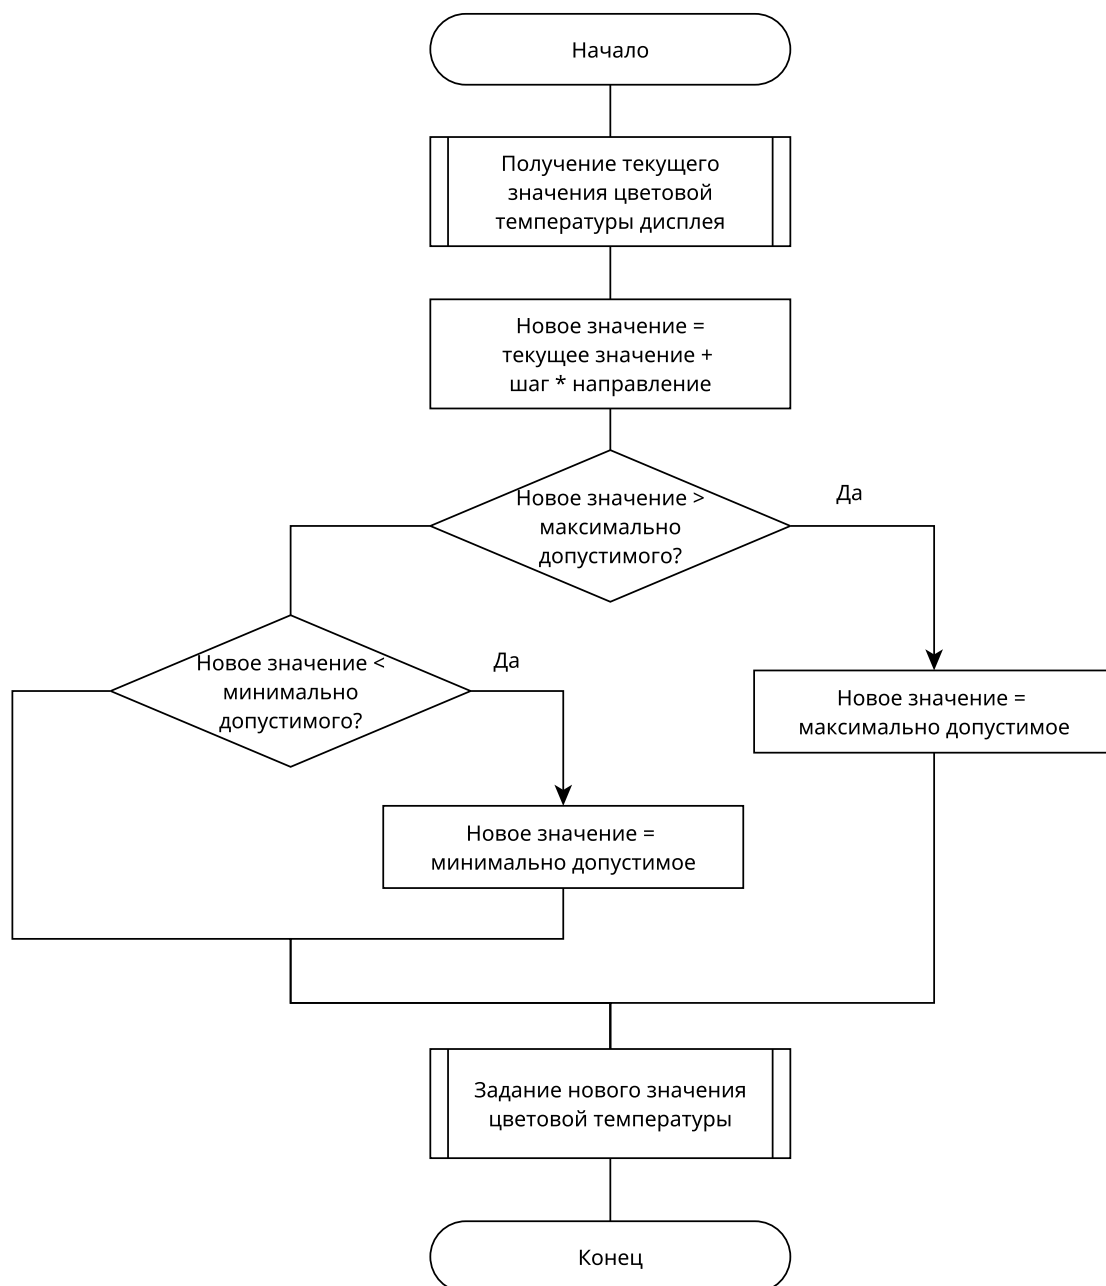 Начало
Получение текущего
значения цветовой
температуры дисплея
Новое значение =
текущее значение +
шаг * направление
Новое значение >
максимально
допустимого?
Да
Новое значение <
минимально
допустимого?
Да
Новое значение =
максимально допустимое
Новое значение =
минимально допустимое
Задание нового значения
цветовой температуры
Конец